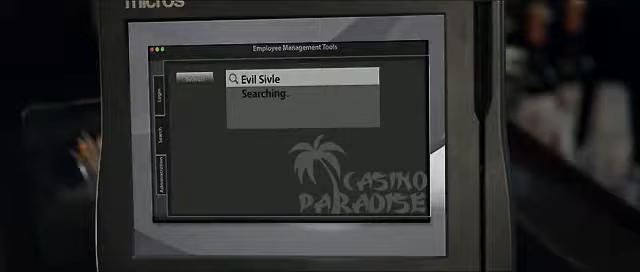 micros
Employee Management Tools
Login
Search
Administration
Evil Sivle
Searching..
CASINO
PARADISE